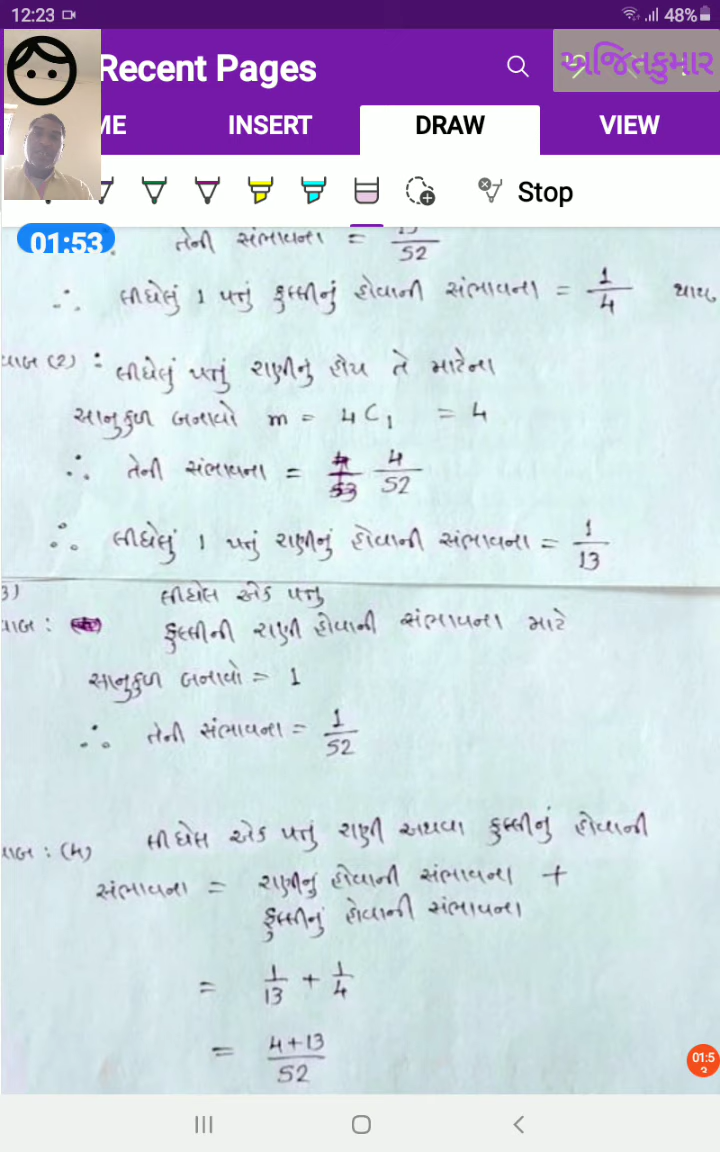 12:23
48%
Recent Pages
અજિતકુમાર
ME INSERT DRAW VIEW
Stop
01:53
તેની સંભાવના = 13/52
∴ લીધેલું 1 પત્તું ફુલ્લીનું હોવાની સંભાવના = 1/4 થાય.
વાબ (2) : લીધેલું પત્તું રાણીનું હોય તે માટેના
સાનુકુળ બનાવો m = 4C1 = 4
∴ તેની સંભાવના = 4/52
∴ લીધેલું 1 પત્તું રાણીનું હોવાની સંભાવના = 1/13
3) લીધેલ એક પત્તુ
વાબ : ફુલ્લીની રાણી હોવાની સંભાવના માટે
સાનુકુળ બનાવો = 1
∴ તેની સંભાવના = 1/52
વાબ : (4) લીધેલ એક પત્તું રાણી અથવા ફુલ્લીનું હોવાની
સંભાવના = રાણીનું હોવાની સંભાવના +
ફુલ્લીનું હોવાની સંભાવના
= 1/13 + 1/4
= 4+13/52
01:53